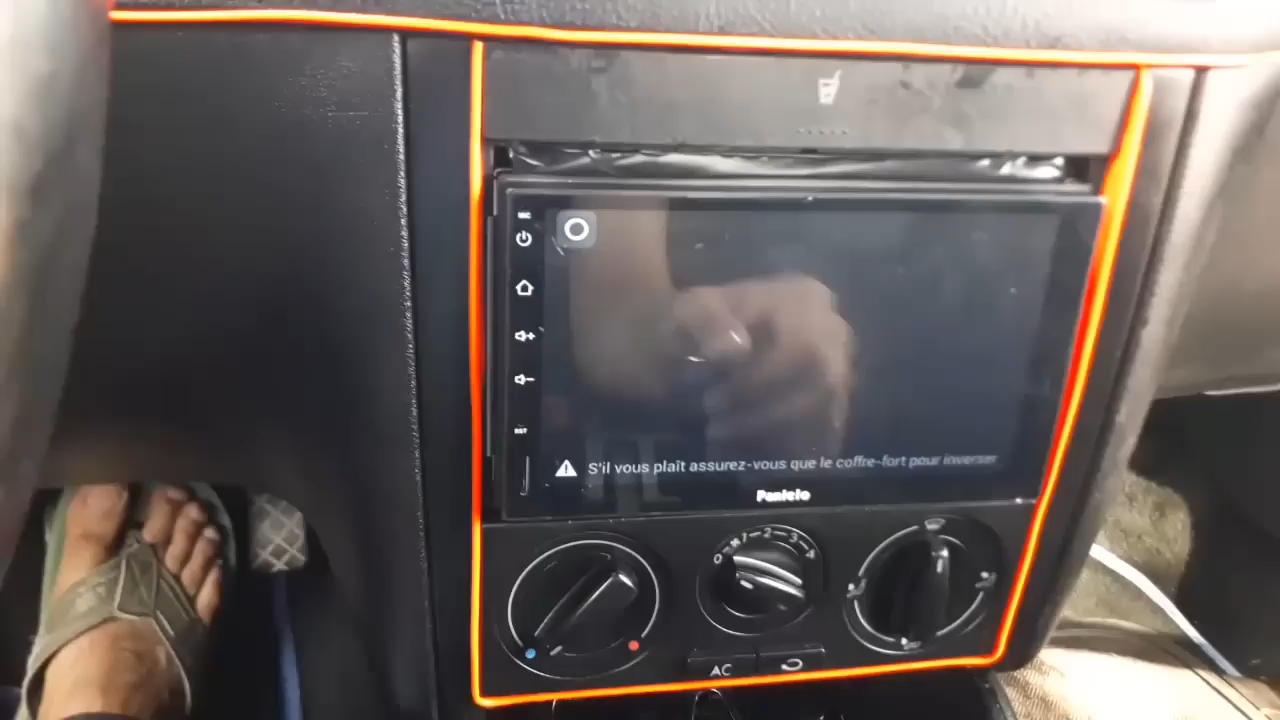 MIC
RST
S'il vous plaît assurez-vous que le coffre-fort pour inverser
Panlelo
0 1 2 3 4
AC